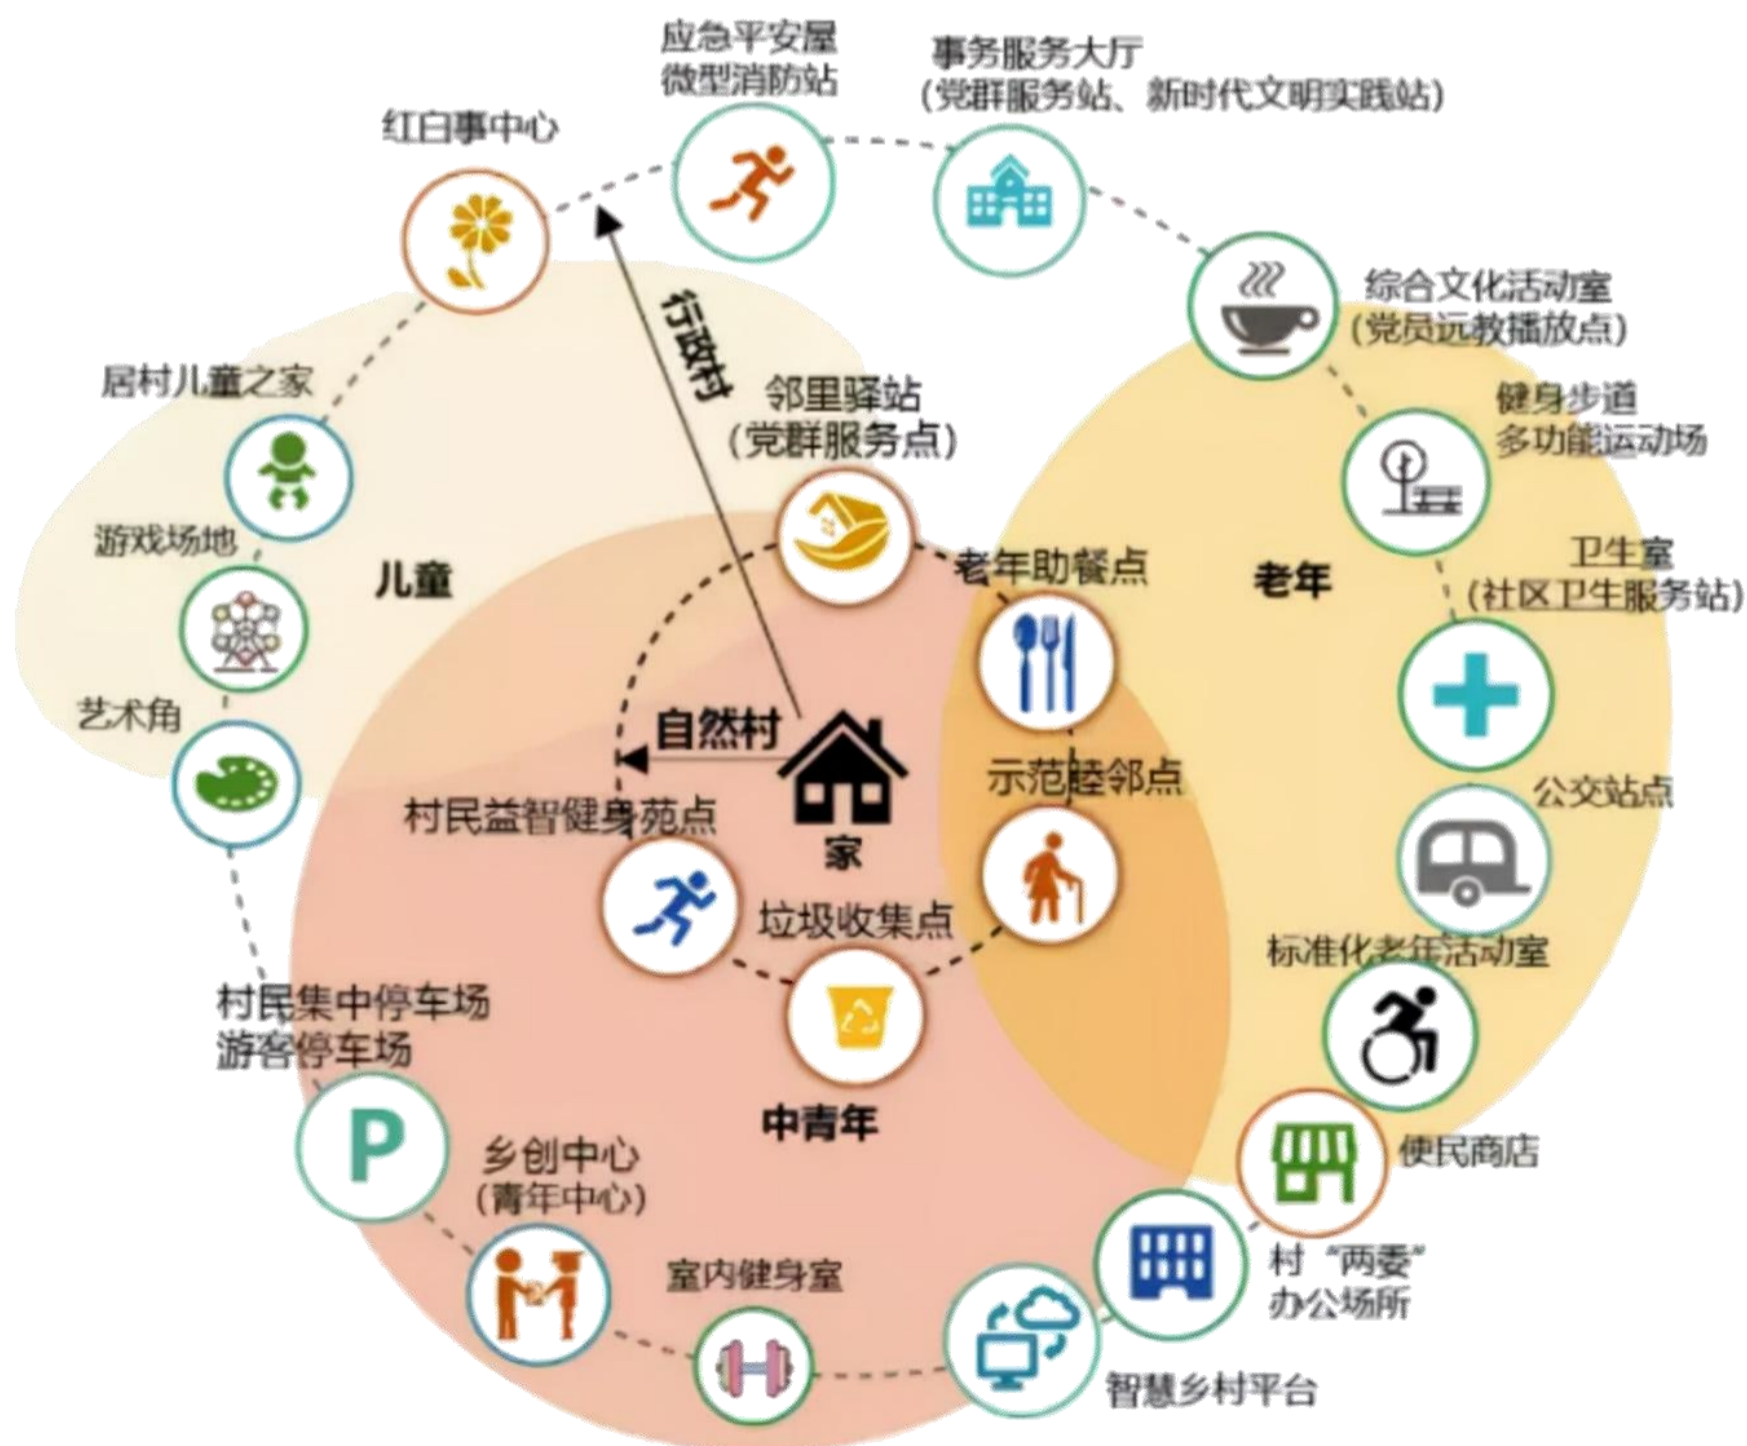 应急平安屋
微型消防站
事务服务大厅
（党群服务站、新时代文明实践站）
红白事中心
综合文化活动室
（党员远教播放点）
行政村
居村儿童之家
邻里驿站
（党群服务点）
健身步道
多功能运动场
游戏场地
儿童
老年助餐点
老年
卫生室
（社区卫生服务站）
艺术角
自然村
示范睦邻点
公交站点
村民益智健身苑点
家
垃圾收集点
标准化老年活动室
村民集中停车场
游客停车场
中青年
P
乡创中心
（青年中心）
便民商店
室内健身室
村“两委”
办公场所
智慧乡村平台